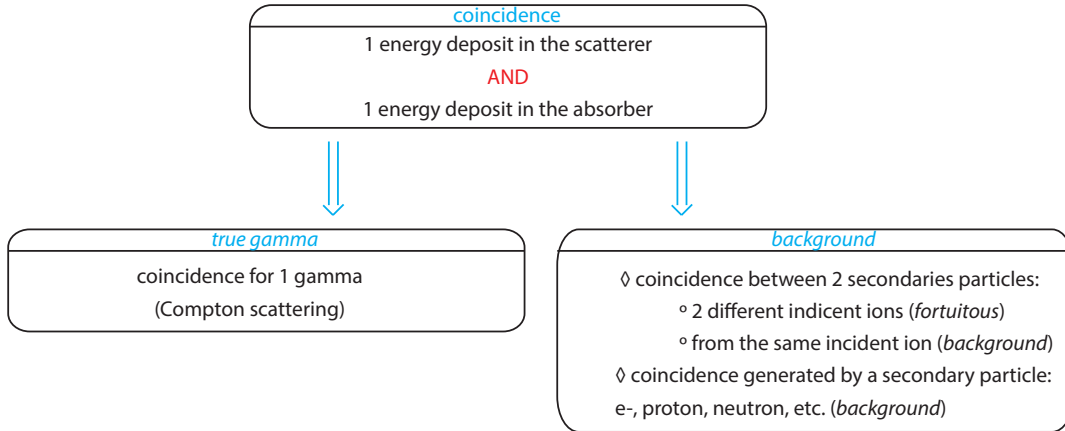 coincidence
1 energy deposit in the scatterer
AND
1 energy deposit in the absorber
true gamma
coincidence for 1 gamma
(Compton scattering)
background
◊ coincidence between 2 secondaries particles:
º 2 different indicent ions (fortuitous)
º from the same incident ion (background)
◊ coincidence generated by a secondary particle:
e-, proton, neutron, etc. (background)